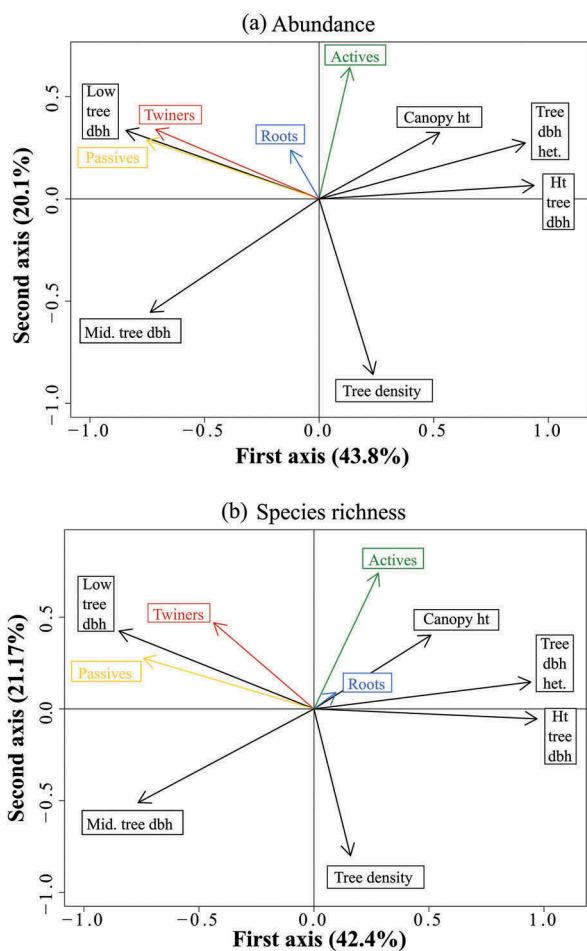 (a) Abundance
Actives
Low
tree
dbh
Twiners
Passives
Roots
Canopy ht
Tree
dbh
het.
Ht
tree
dbh
Mid. tree dbh
Tree density
Second axis (20.1%)
0.5
0.0
−0.5
−1.0
−1.0
−0.5
0.0
0.5
1.0
First axis (43.8%)
(b) Species richness
Actives
Low
tree
dbh
Twiners
Passives
Roots
Canopy ht
Tree
dbh
het.
Ht
tree
dbh
Mid. tree dbh
Tree density
Second axis (21.17%)
0.5
0.0
−0.5
−1.0
−1.0
−0.5
0.0
0.5
1.0
First axis (42.4%)